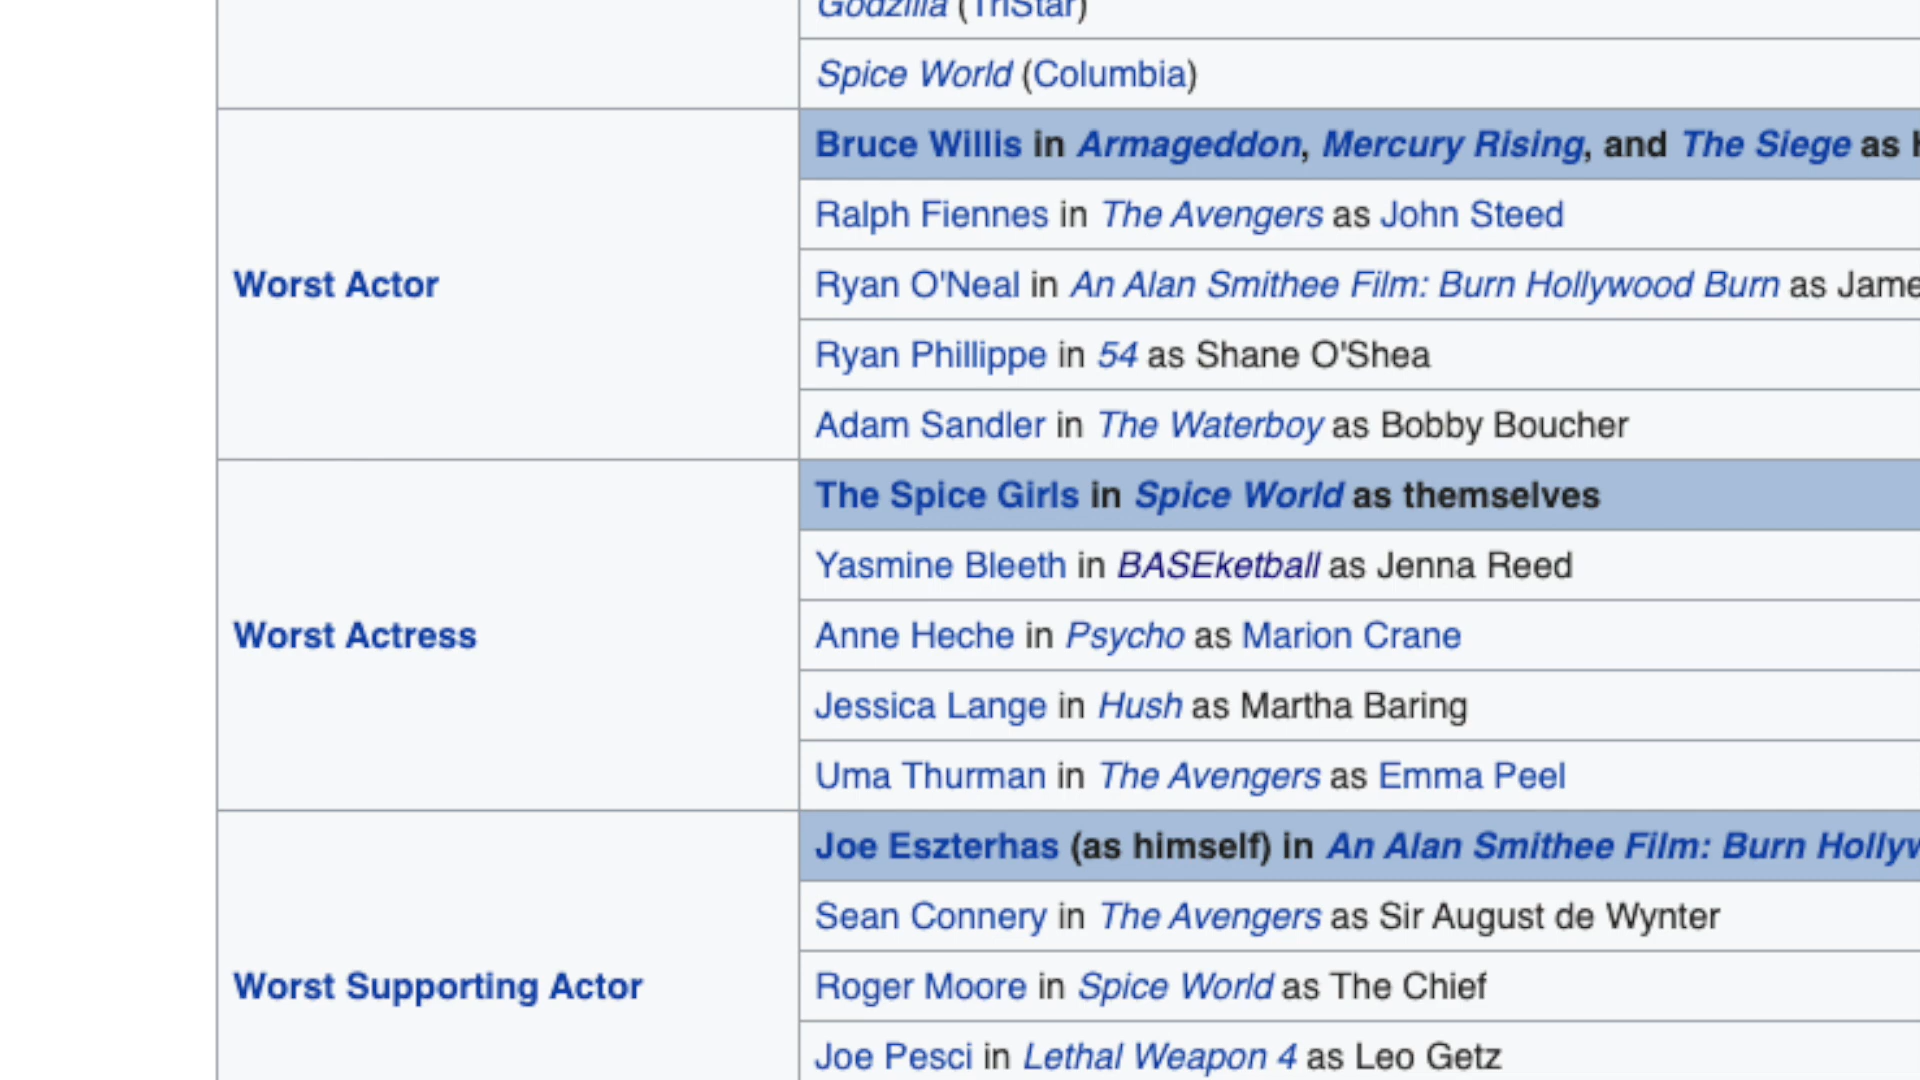 Godzilla (TriStar)
Spice World (Columbia)
Worst Actor
Bruce Willis in Armageddon, Mercury Rising, and The Siege as
Ralph Fiennes in The Avengers as John Steed
Ryan O'Neal in An Alan Smithee Film: Burn Hollywood Burn as Jame
Ryan Phillippe in 54 as Shane O'Shea
Adam Sandler in The Waterboy as Bobby Boucher
Worst Actress
The Spice Girls in Spice World as themselves
Yasmine Bleeth in BASEketball as Jenna Reed
Anne Heche in Psycho as Marion Crane
Jessica Lange in Hush as Martha Baring
Uma Thurman in The Avengers as Emma Peel
Worst Supporting Actor
Joe Eszterhas (as himself) in An Alan Smithee Film: Burn Holly
Sean Connery in The Avengers as Sir August de Wynter
Roger Moore in Spice World as The Chief
Joe Pesci in Lethal Weapon 4 as Leo Getz